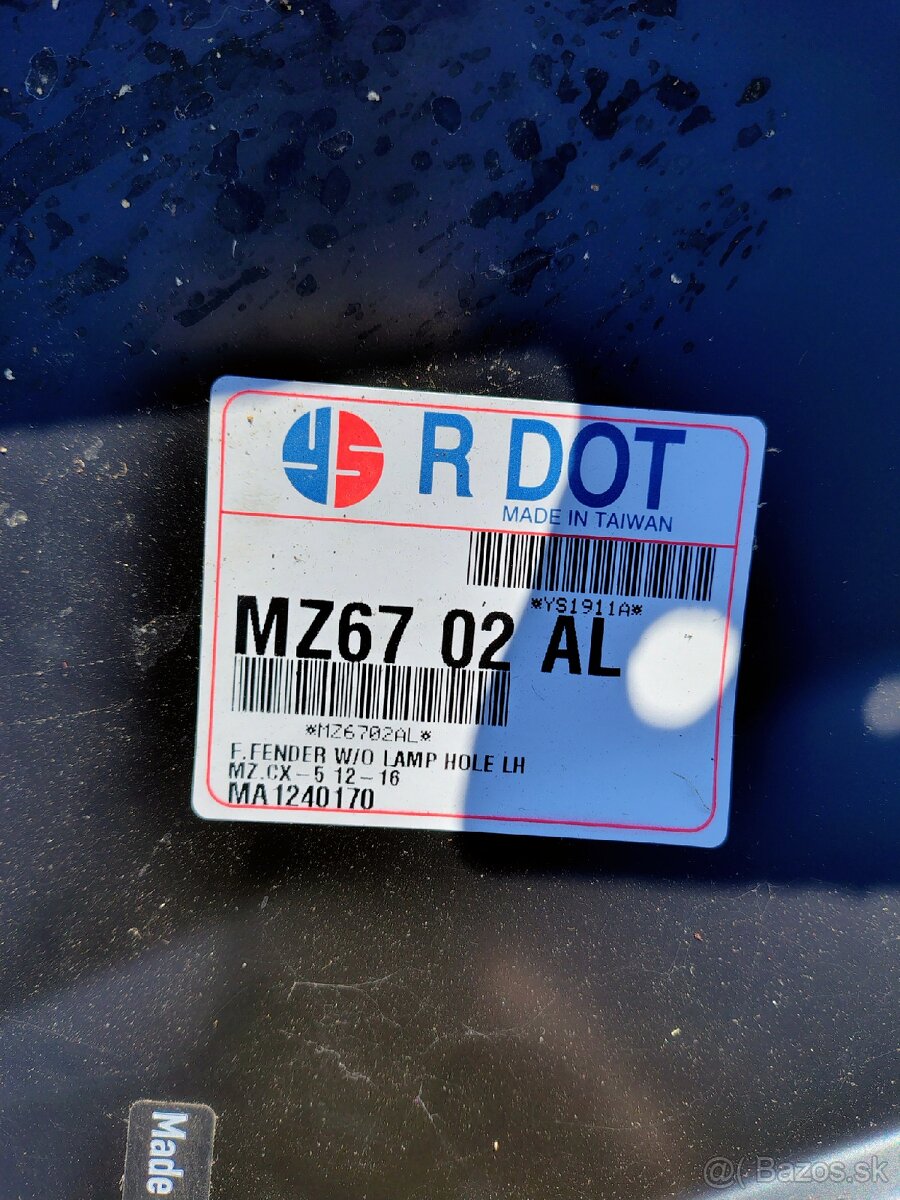 YS R DOT
MADE IN TAIWAN
*YS1911A*
MZ67 02 AL
*MZ6702AL*
F.FENDER W/O LAMP HOLE LH
MZ.CX-5 12-16
MA1240170
Made
@( Bazos.sk